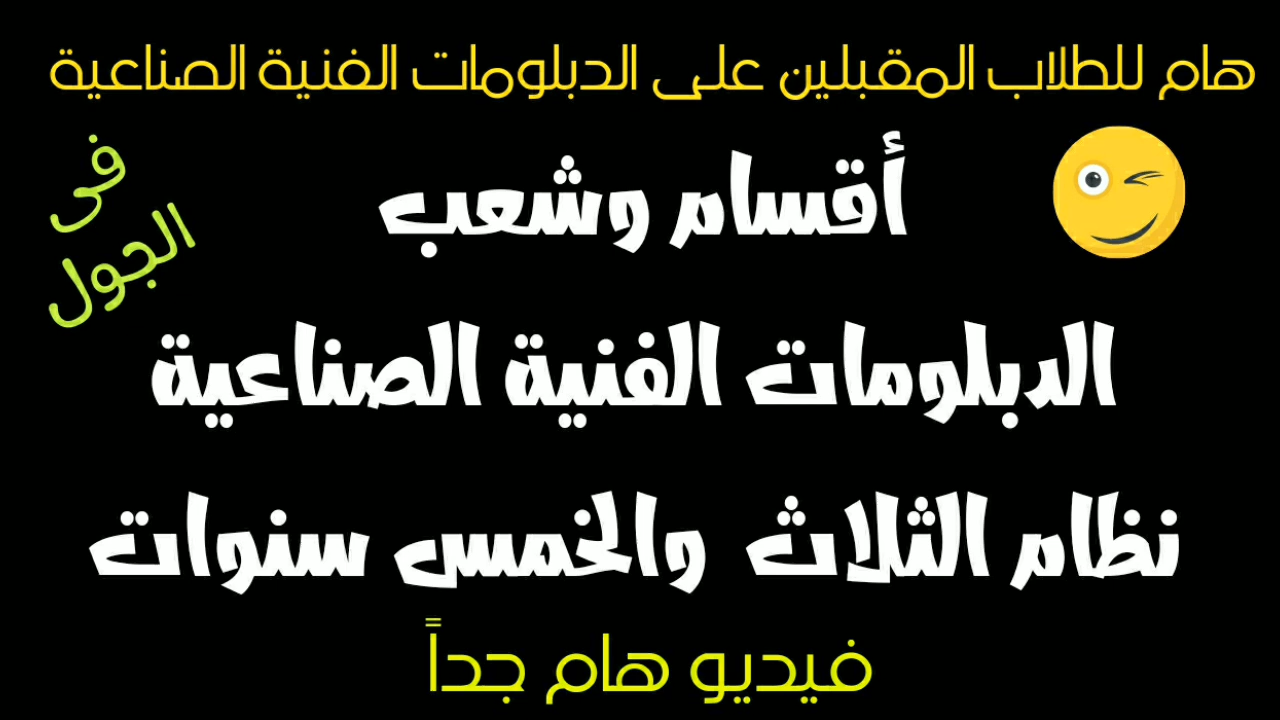 هام للطلاب المقبلين على الدبلومات الفنية الصناعية
فى
الجول
أقسام وشعب
الدبلومات الفنية الصناعية
نظام الثلاث والخمس سنوات
فيديو هام جداً